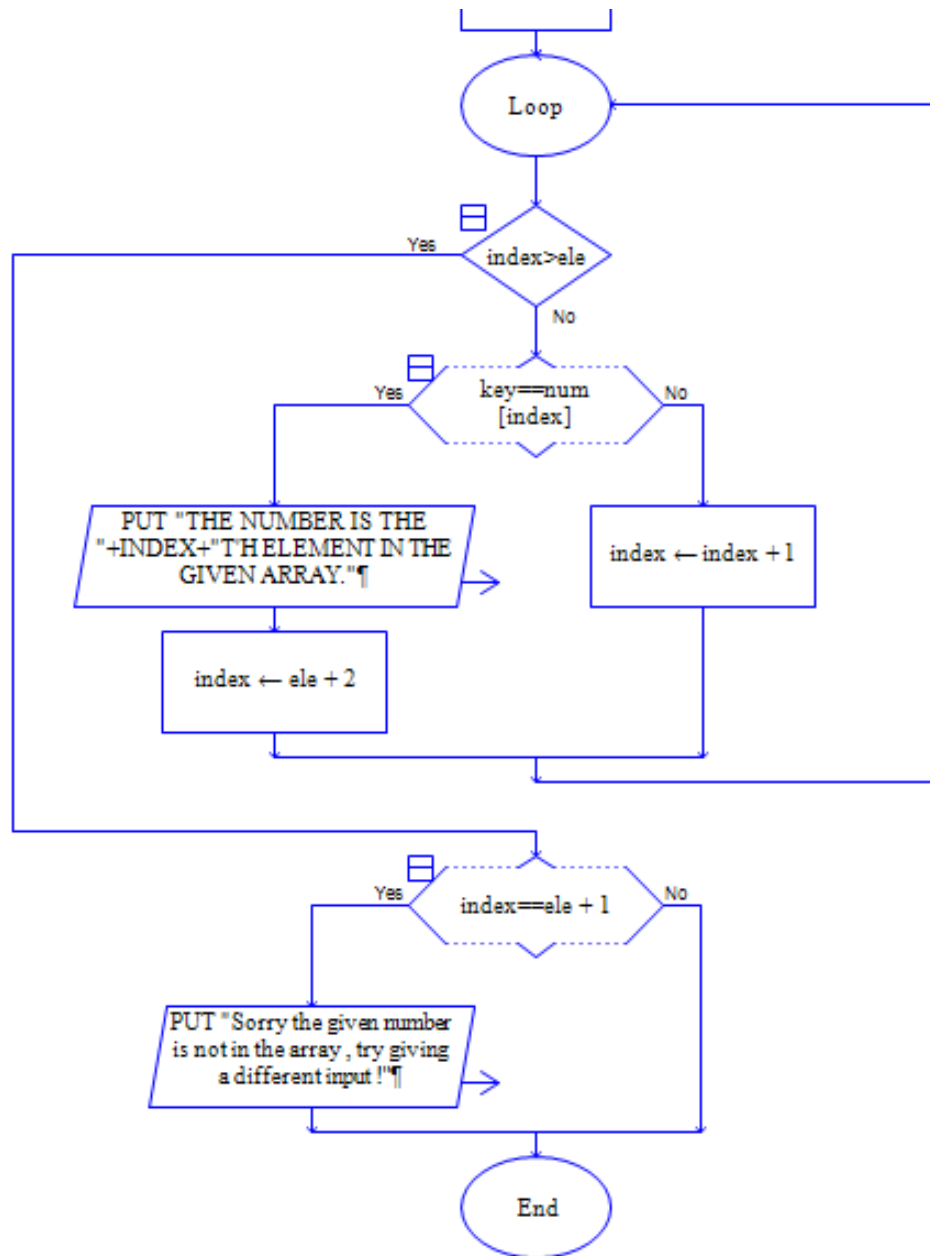 Loop
Yes
index>ele
No
Yes
key==num
[index]
No
PUT "THE NUMBER IS THE
"+INDEX+"T'H ELEMENT IN THE
GIVEN ARRAY."¶
index ← index + 1
index ← ele + 2
Yes
index==ele + 1
No
PUT "Sorry the given number
is not in the array , try giving
a different input !"¶
End